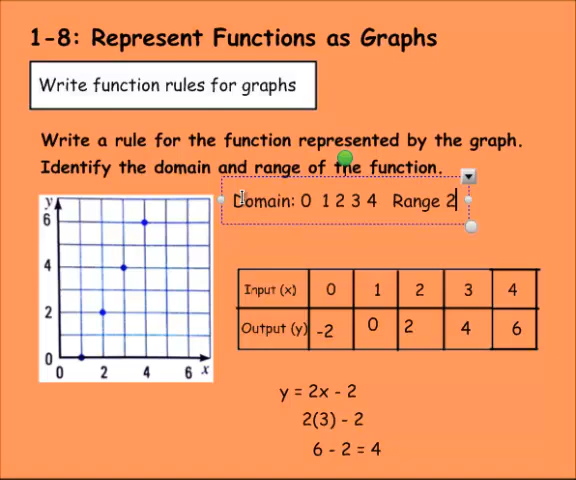 1-8: Represent Functions as Graphs
Write function rules for graphs
Write a rule for the function represented by the graph.
Identify the domain and range of the function.
Domain: 0 1 2 3 4 Range 2
y
6
4
2
0
0 2 4 6 x
Input (x) 0 1 2 3 4
Output (y) -2 0 2 4 6
y = 2x - 2
2(3) - 2
6 - 2 = 4